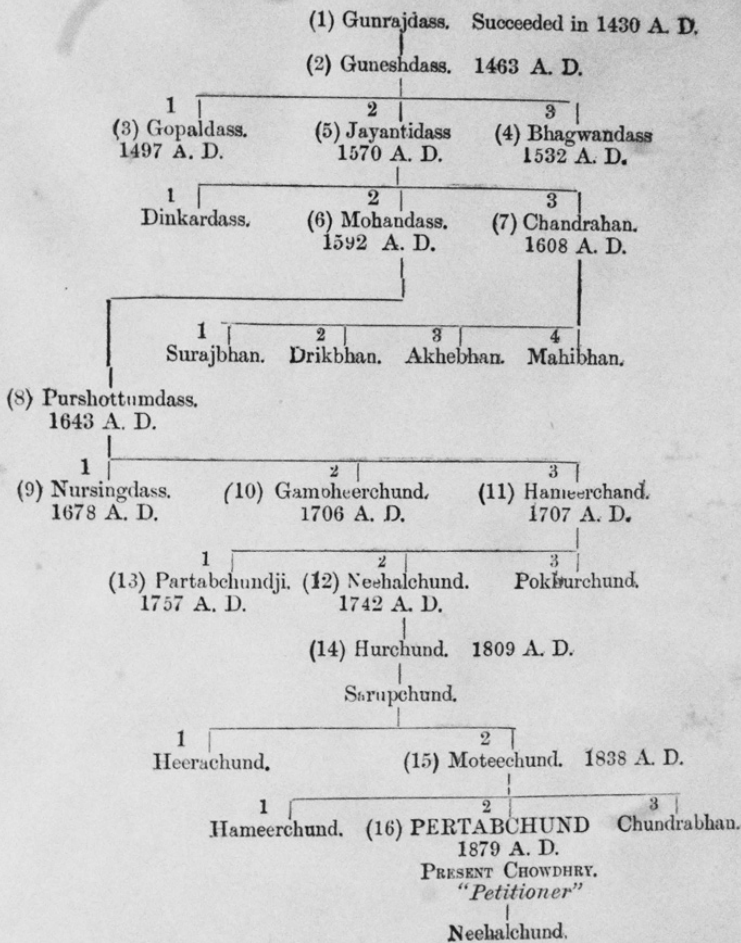 (1) Gunrajdass. Succeeded in 1430 A. D.
(2) Guneshdass. 1463 A. D.
1 2 3
(3) Gopaldass. (5) Jayantidass (4) Bhagwandass
1497 A. D. 1570 A. D. 1532 A. D.
1 2 3
Dinkardass. (6) Mohandass. (7) Chandrahan.
1592 A. D. 1608 A. D.
1 2 3 4
Surajbhan. Drikbhan. Akhebhan. Mahibhan.
(8) Purshottumdass.
1643 A. D.
1 2 3
(9) Nursingdass. (10) Gamoheerchund. (11) Hameerchand.
1678 A. D. 1706 A. D. 1707 A. D.
1 2 3
(13) Partabchundji. (12) Neehalchund. Pokhurchund.
1757 A. D. 1742 A. D.
(14) Hurchund. 1809 A. D.
Sarupchund.
1 2
Heerachund. (15) Moteechund. 1838 A. D.
1 2 3
Hameerchund. (16) PERTABCHUND Chundrabhan.
1879 A. D.
PRESENT CHOWDHRY.
"Petitioner"
Neehalchund.